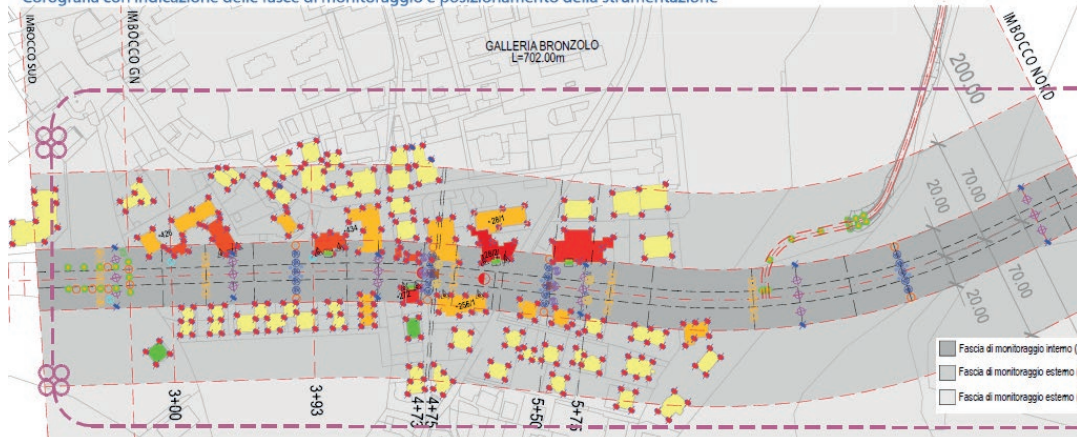 Corografia con indicazione delle fasce di monitoraggio e posizionamento della strumentazione
IMBOCCO SUD
IMBOCCO GN
GALLERIA BRONZOLO
L=702.00m
IMBOCCO NORD
200.00
70.00
20.00
70.00
20.00
3+00
3+93
4+73
4+75
5+50
5+75
Fascia di monitoraggio interno (
Fascia di monitoraggio esterno
Fascia di monitoraggio esterno